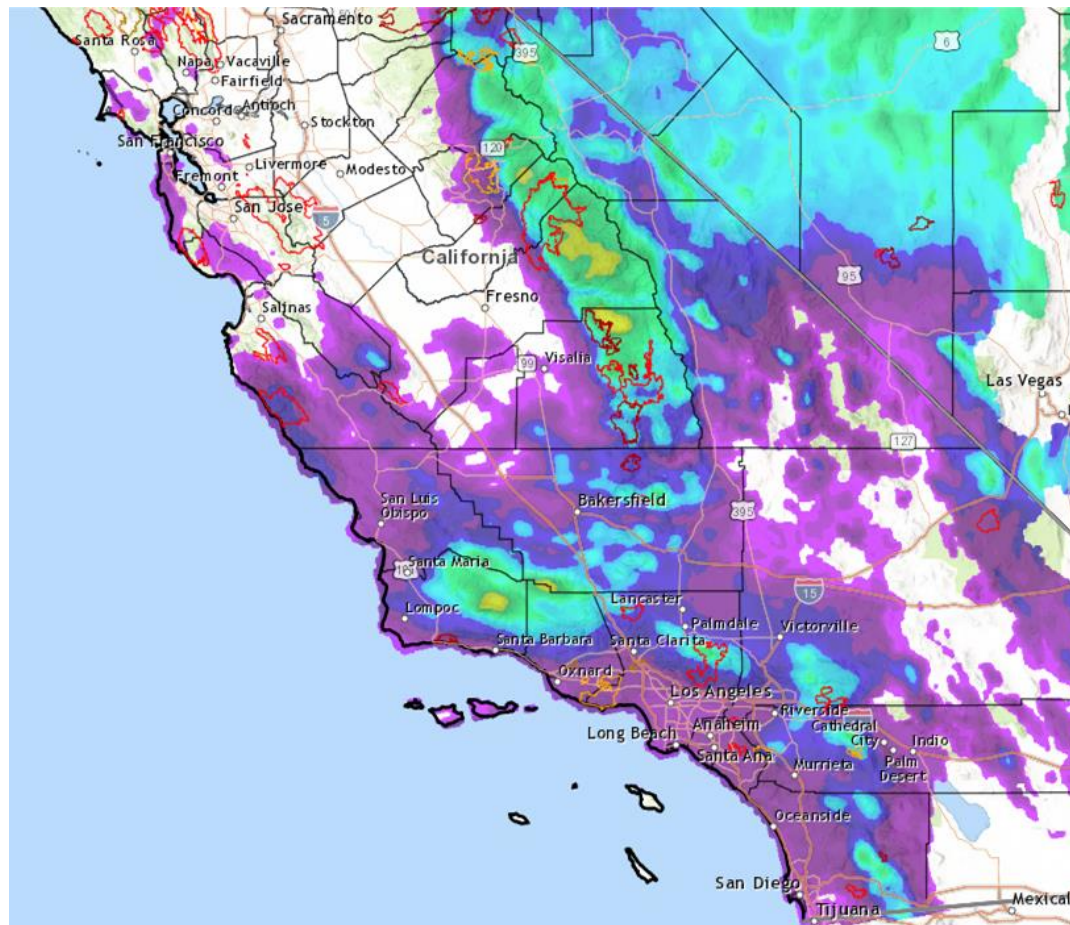 Sacramento
Santa Rosa
395
6
Napa
Vacaville
Fairfield
Concord
Antioch
Stockton
San Francisco
120
Livermore
Modesto
Fremont
San Jose
5
California
95
Fresno
Salinas
99
Visalia
Las Vegas
127
San Luis
Obispo
Bakersfield
395
Santa Maria
15
Lompoc
Lancaster
Palmdale
Victorville
Santa Barbara
Santa Clarita
Oxnard
Los Angeles
Riverside
Long Beach
Anaheim
Cathedral
City
Indio
Santa Ana
Palm
Desert
Murrieta
Oceanside
San Diego
Tijuana
Mexical